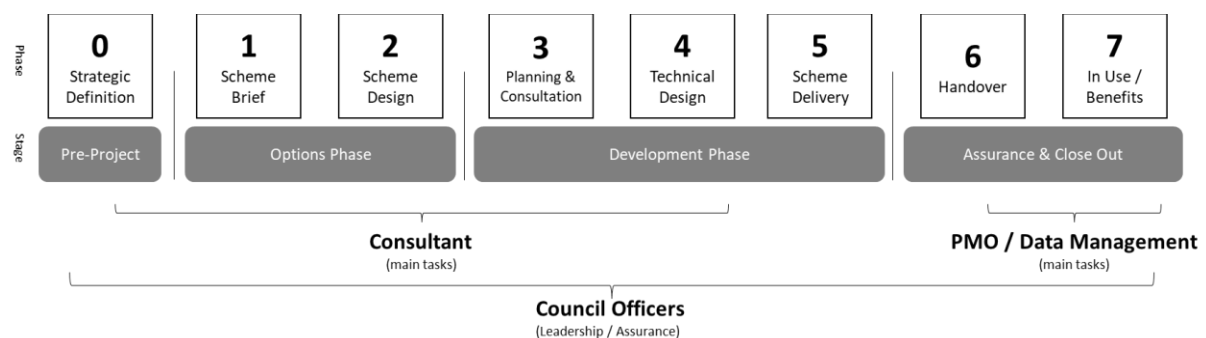 Phase
0
Strategic
Definition
1
Scheme
Brief
2
Scheme
Design
3
Planning &
Consultation
4
Technical
Design
5
Scheme
Delivery
6
Handover
7
In Use /
Benefits
Stage
Pre-Project
Options Phase
Development Phase
Assurance & Close Out
Consultant
(main tasks)
PMO / Data Management
(main tasks)
Council Officers
(Leadership / Assurance)